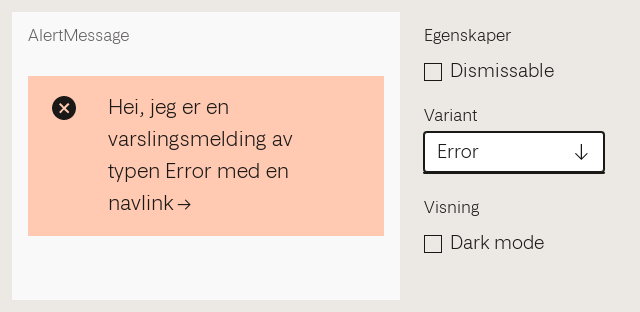 AlertMessage
Hei, jeg er en
varslingsmelding av
typen Error med en
navlink→
Egenskaper
Dismissable
Variant
Error
Visning
Dark mode